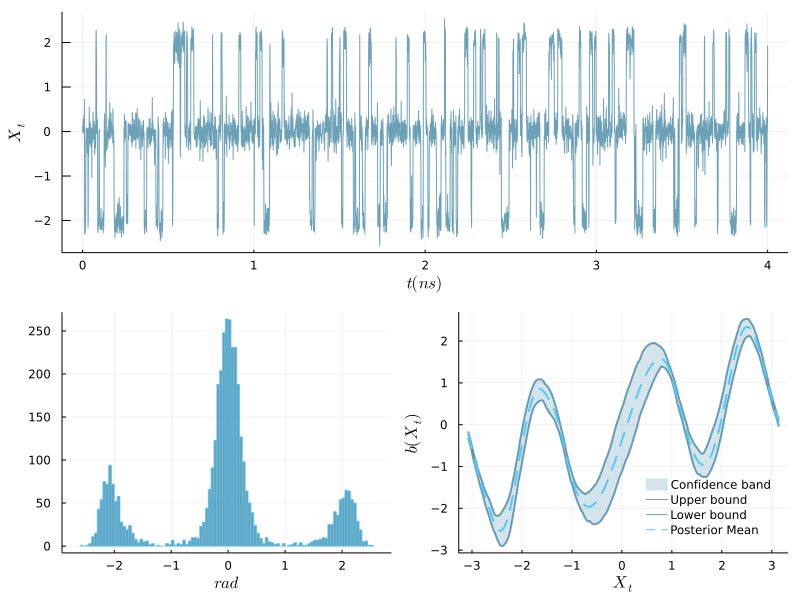 2
1
0
−1
−2
X_t
0 1 2 3 4
t(ns)
250
200
150
100
50
0
−2 −1 0 1 2
rad
2
1
0
−1
−2
−3
b(X_t)
Confidence band
Upper bound
Lower bound
Posterior Mean
−3 −2 −1 0 1 2 3
X_t